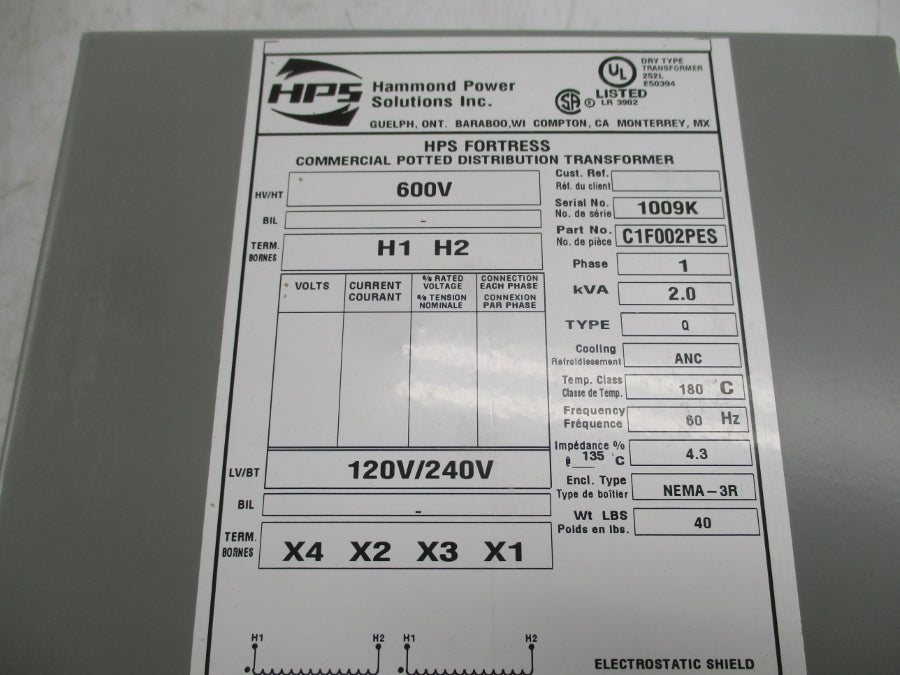 HPS
Hammond Power
Solutions Inc.
UL
DRY TYPE
TRANSFORMER
252L
E50394
LISTED
LR 3902
GUELPH, ONT. BARABOO,WI COMPTON, CA MONTERREY, MX
HPS FORTRESS
COMMERCIAL POTTED DISTRIBUTION TRANSFORMER
HV/HT 600V
BIL -
TERM. BORNES H1 H2
VOLTS
CURRENT
COURANT
% RATED
VOLTAGE
% TENSION
NOMINALE
CONNECTION
EACH PHASE
CONNEXION
PAR PHASE
LV/BT 120V/240V
BIL -
TERM. BORNES X4 X2 X3 X1
Cust. Ref.
Réf. du client
Serial No.
No. de série 1009K
Part No.
No. de pièce C1F002PES
Phase 1
kVA 2.0
TYPE Q
Cooling
Refroidissement ANC
Temp. Class
Classe de Temp. 180 C
Frequency
Fréquence 60 Hz
Impédance %
@ 135 °C 4.3
Encl. Type
Type de boîtier NEMA-3R
Wt LBS
Poids en lbs. 40
H1 H2 H1 H2
ELECTROSTATIC SHIELD